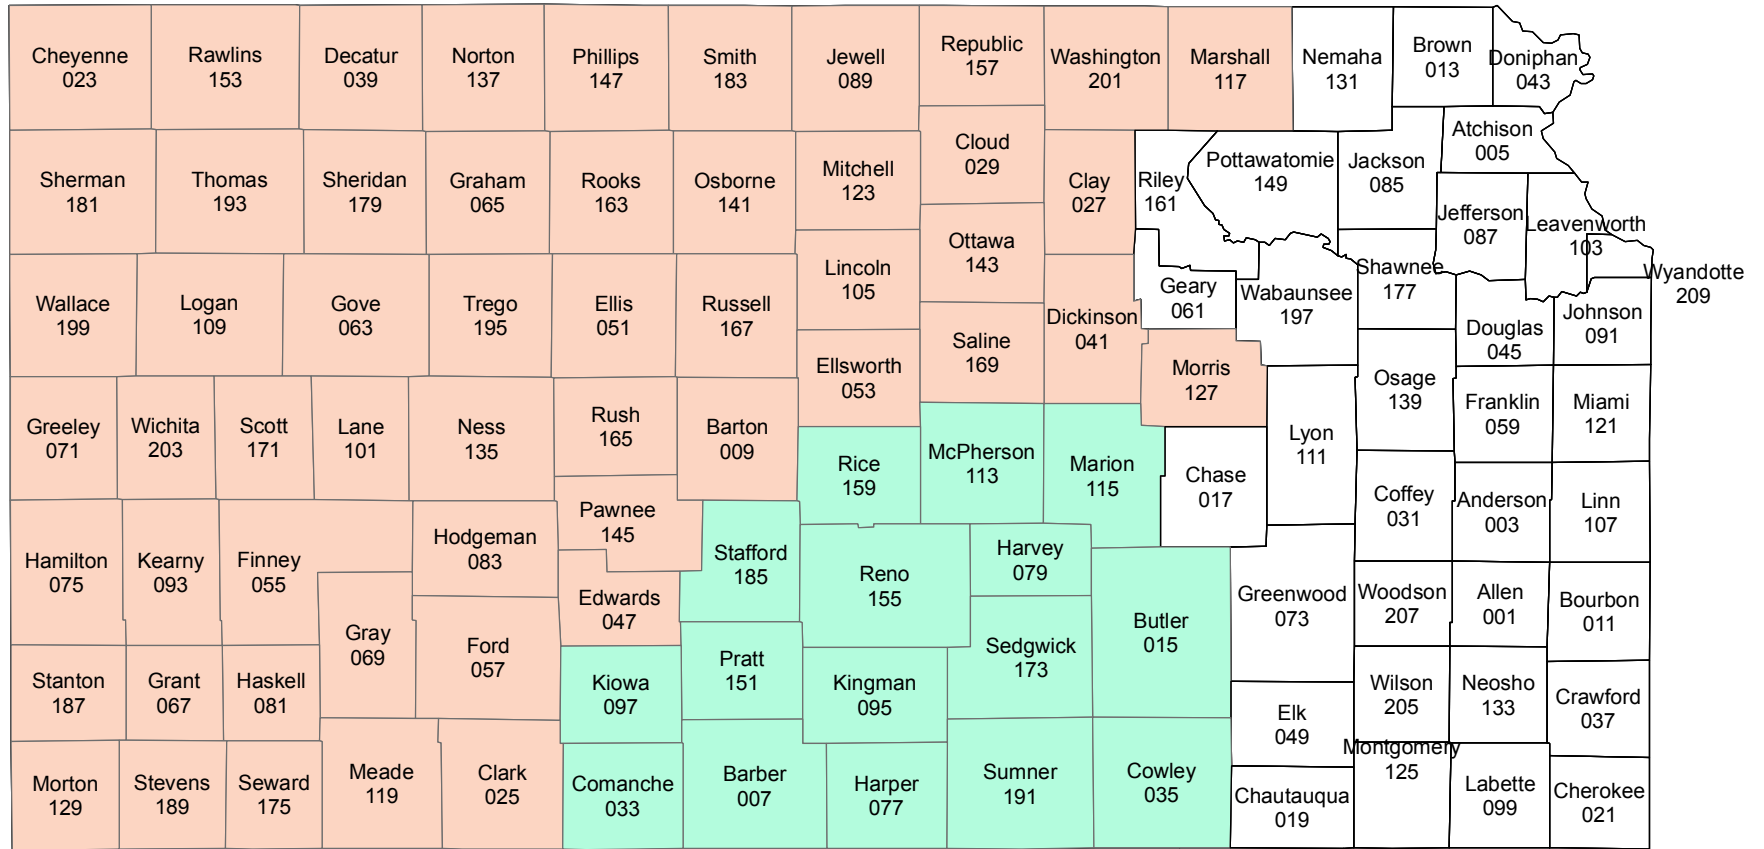 Cheyenne
023
Rawlins
153
Decatur
039
Norton
137
Phillips
147
Smith
183
Jewell
089
Republic
157
Washington
201
Marshall
117
Nemaha
131
Brown
013
Doniphan
043
Sherman
181
Thomas
193
Sheridan
179
Graham
065
Rooks
163
Osborne
141
Mitchell
123
Cloud
029
Clay
027
Riley
161
Pottawatomie
149
Jackson
085
Atchison
005
Jefferson
087
Leavenworth
103
Wyandotte
209
Wallace
199
Logan
109
Gove
063
Trego
195
Ellis
051
Russell
167
Lincoln
105
Ottawa
143
Saline
169
Dickinson
041
Geary
061
Wabaunsee
197
Shawnee
177
Douglas
045
Johnson
091
Ellsworth
053
Morris
127
Osage
139
Franklin
059
Miami
121
Greeley
071
Wichita
203
Scott
171
Lane
101
Ness
135
Rush
165
Barton
009
Rice
159
McPherson
113
Marion
115
Chase
017
Lyon
111
Coffey
031
Anderson
003
Linn
107
Hamilton
075
Kearny
093
Finney
055
Hodgeman
083
Pawnee
145
Stafford
185
Reno
155
Harvey
079
Edwards
047
Gray
069
Ford
057
Butler
015
Greenwood
073
Woodson
207
Allen
001
Bourbon
011
Stanton
187
Grant
067
Haskell
081
Kiowa
097
Pratt
151
Kingman
095
Sedgwick
173
Elk
049
Wilson
205
Neosho
133
Crawford
037
Morton
129
Stevens
189
Seward
175
Meade
119
Clark
025
Comanche
033
Barber
007
Harper
077
Sumner
191
Cowley
035
Chautauqua
019
Montgomery
125
Labette
099
Cherokee
021